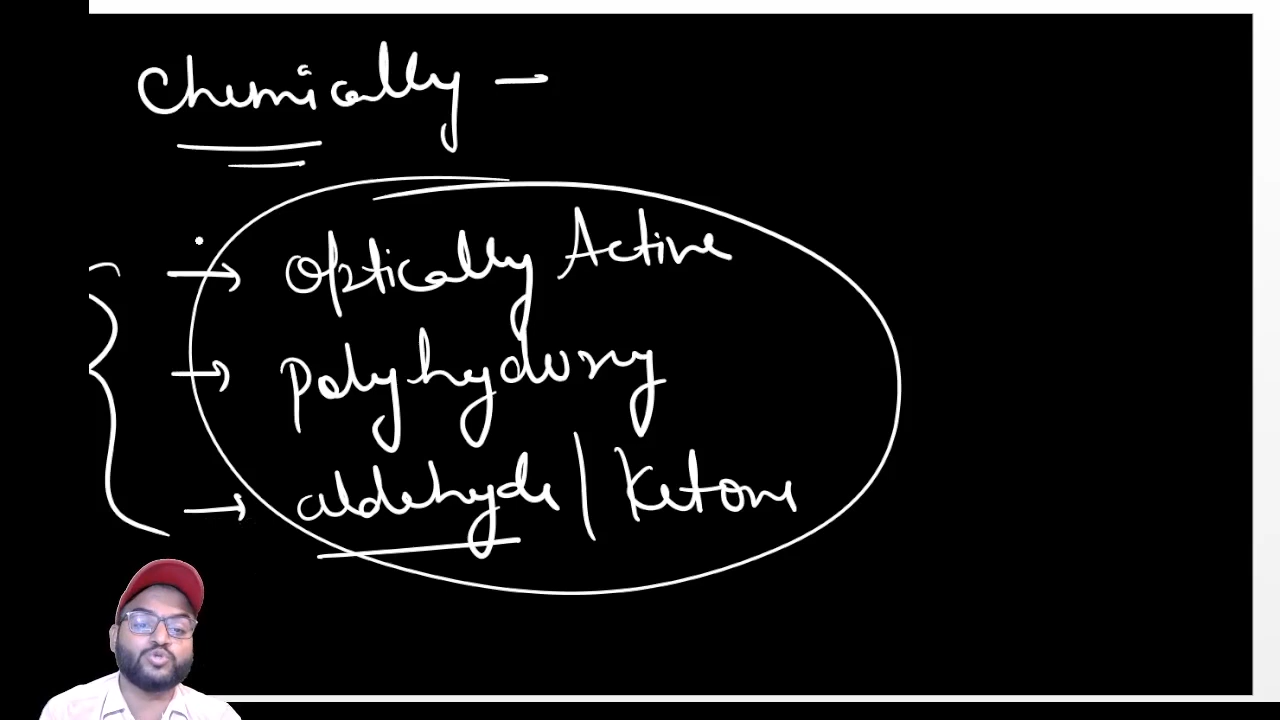 Chemically →
→ Optically Active
→ Polyhydroxy
→ aldehyde | Ketone